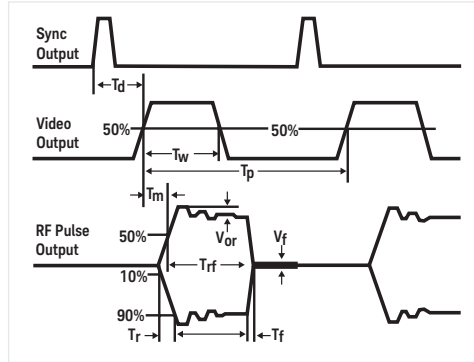 Sync
Output
Td
Video
Output
50%
50%
Tw
Tp
Tm
RF Pulse
Output
50%
Vor
Vf
Trf
10%
90%
Tr
Tf